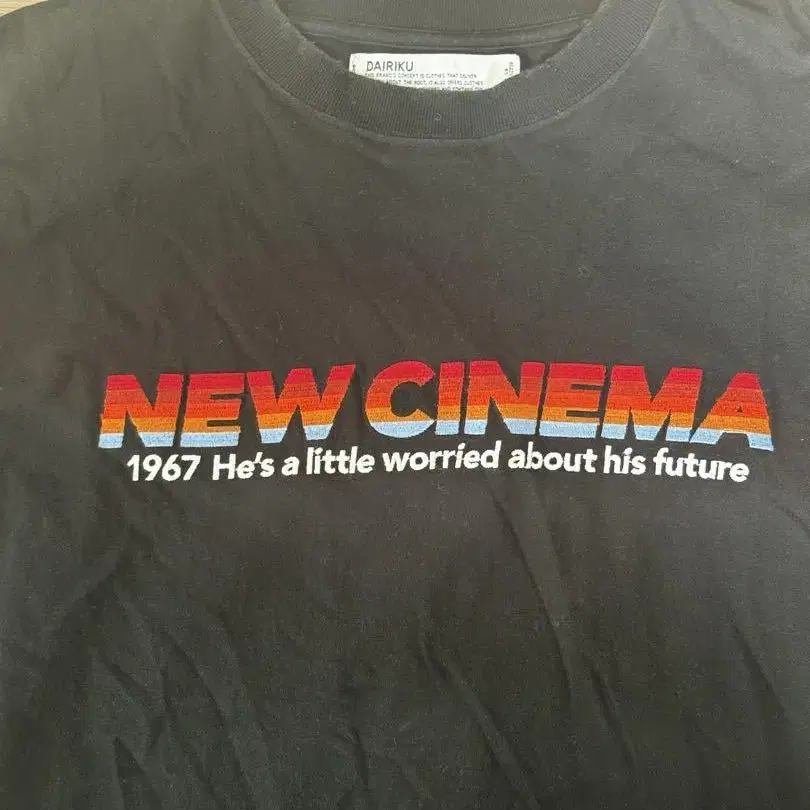 DAIRIKU
NEW CINEMA
1967 He's a little worried about his future